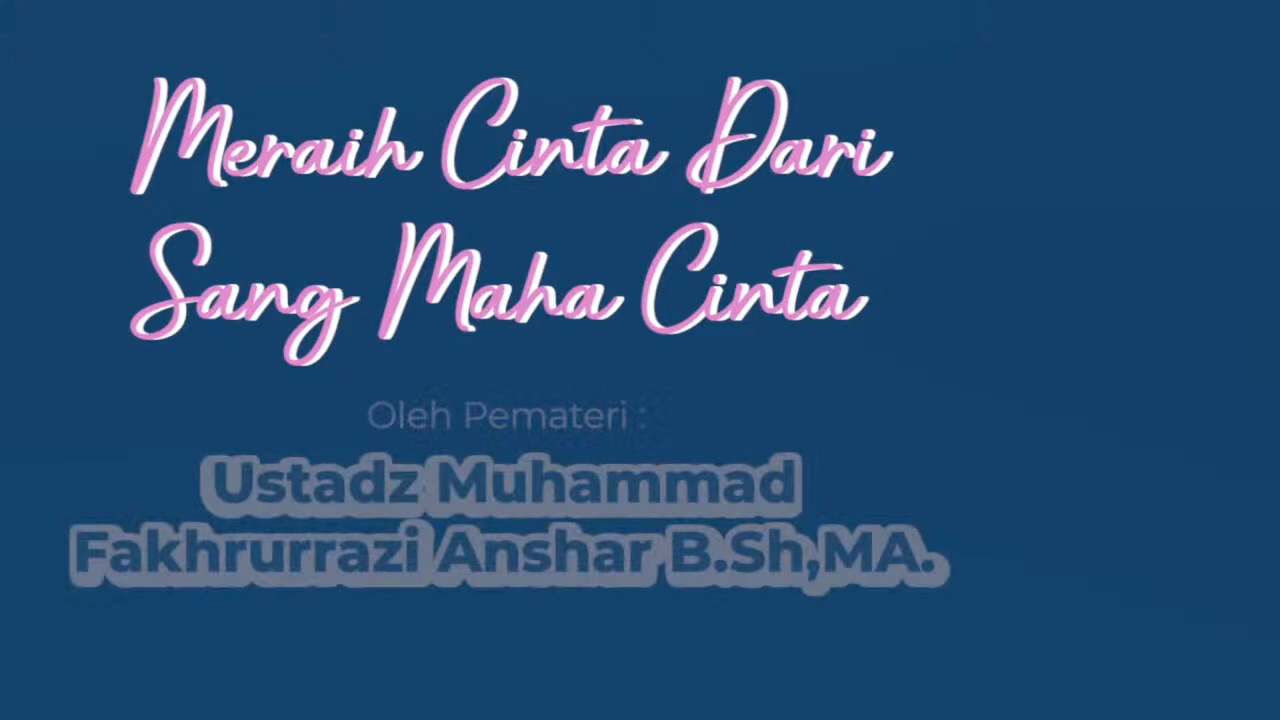 Meraih Cinta Dari
Sang Maha Cinta
Oleh Pemateri :
Ustadz Muhammad
Fakhrurrazi Anshar B.Sh,MA.